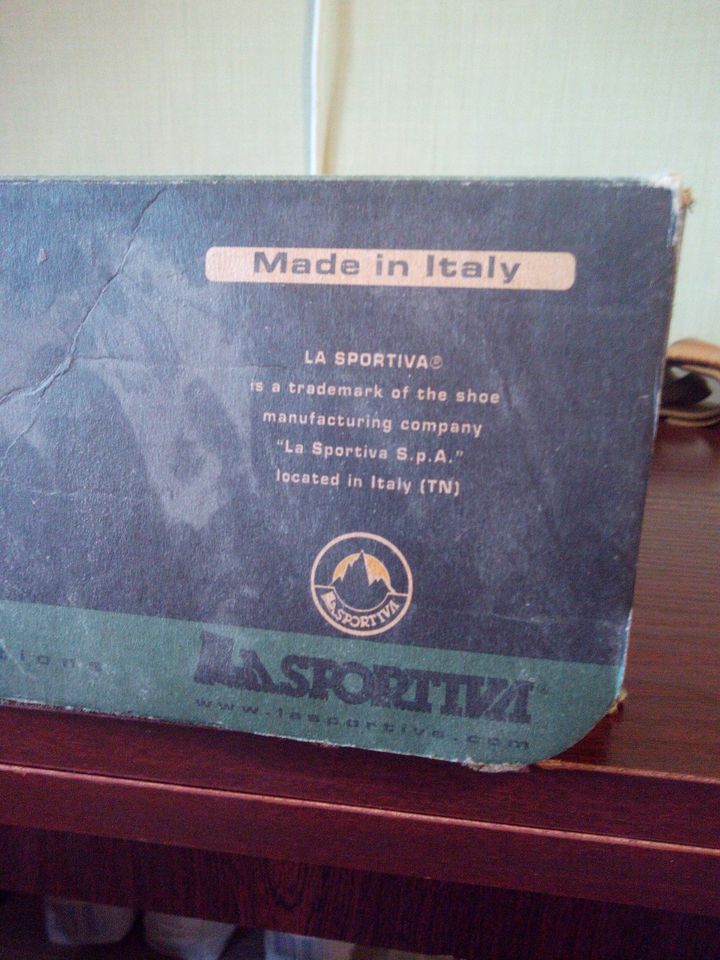 Made in Italy
LA SPORTIVA®
is a trademark of the shoe
manufacturing company
"La Sportiva S.p.A."
located in Italy (TN)
LA SPORTIVA
tions
LA SPORTIVA®
www.lasportiva.com